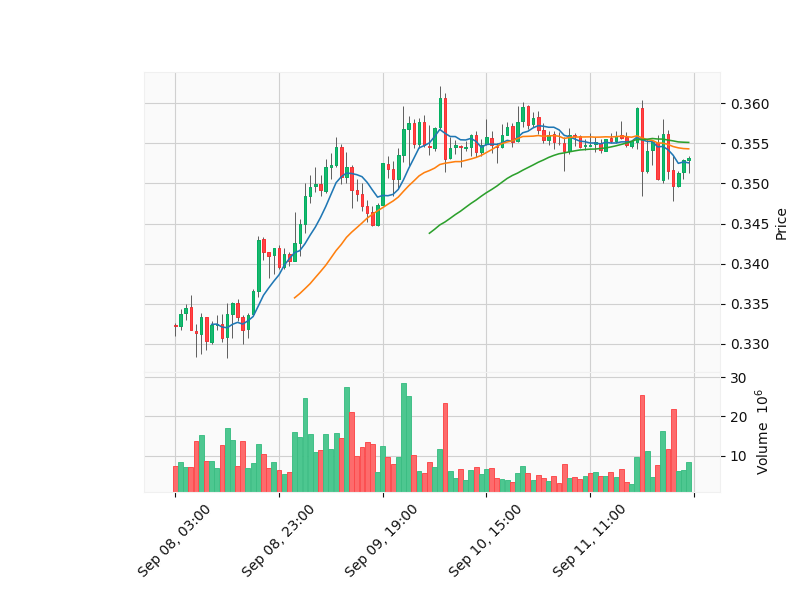 0.360
0.355
0.350
0.345
0.340
0.335
0.330
Price
30
20
10
Volume 10^6
Sep 08, 03:00
Sep 08, 23:00
Sep 09, 19:00
Sep 10, 15:00
Sep 11, 11:00